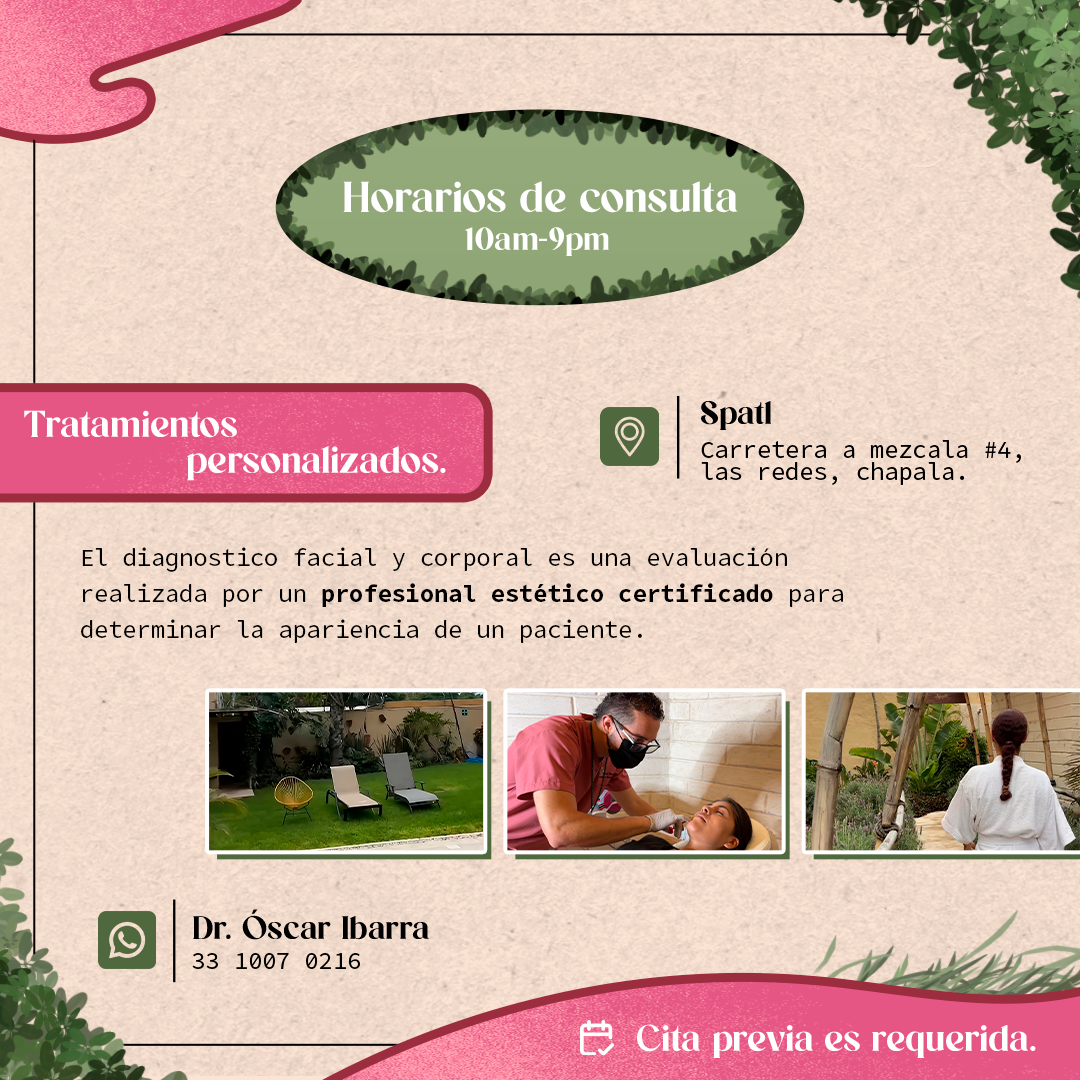 Horarios de consulta
10am-9pm
Tratamientos
personalizados.
Spatl
Carretera a mezcala #4,
las redes, chapala.
El diagnostico facial y corporal es una evaluación
realizada por un profesional estético certificado para
determinar la apariencia de un paciente.
Dr. Óscar Ibarra
33 1007 0216
Cita previa es requerida.